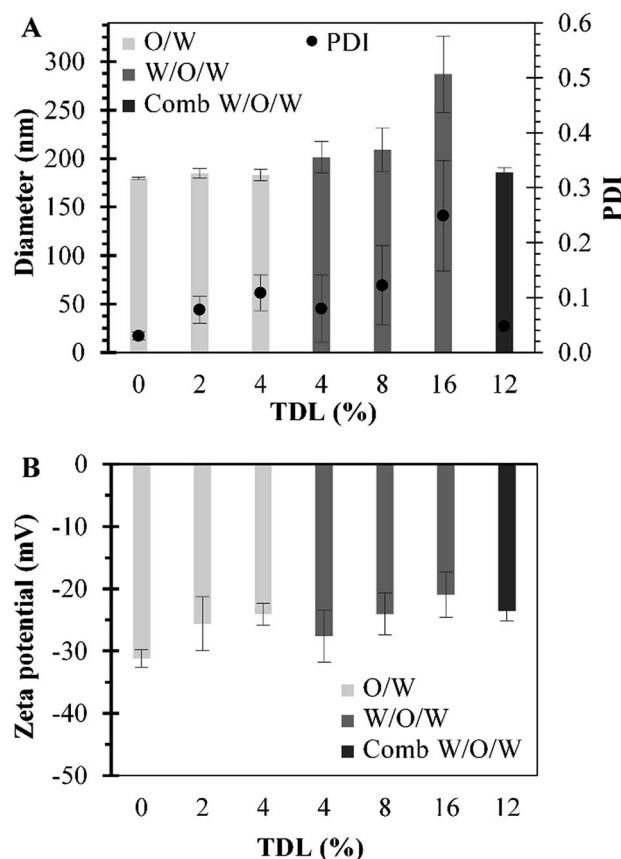 A
O/W
PDI
W/O/W
Comb W/O/W
Diameter (nm)
300
250
200
150
100
50
0
0.6
0.5
0.4
0.3
0.2
0.1
0.0
PDI
0 2 4 4 8 16 12
TDL (%)
B
Zeta potential (mV)
0
-10
-20
-30
-40
-50
O/W
W/O/W
Comb W/O/W
0 2 4 4 8 16 12
TDL (%)